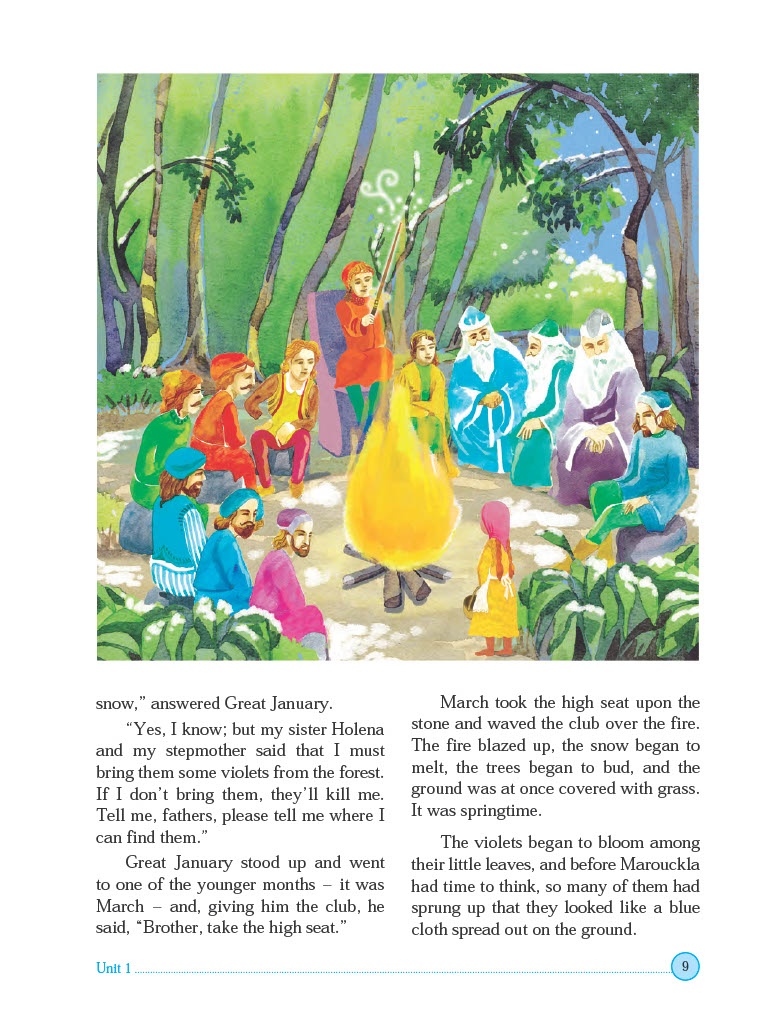 snow,” answered Great January.
“Yes, I know; but my sister Holena
and my stepmother said that I must
bring them some violets from the forest.
If I don’t bring them, they’ll kill me.
Tell me, fathers, please tell me where I
can find them.”
Great January stood up and went
to one of the younger months – it was
March – and, giving him the club, he
said, “Brother, take the high seat.”
March took the high seat upon the
stone and waved the club over the fire.
The fire blazed up, the snow began to
melt, the trees began to bud, and the
ground was at once covered with grass.
It was springtime.
The violets began to bloom among
their little leaves, and before Marouckla
had time to think, so many of them had
sprung up that they looked like a blue
cloth spread out on the ground.
Unit 1
9